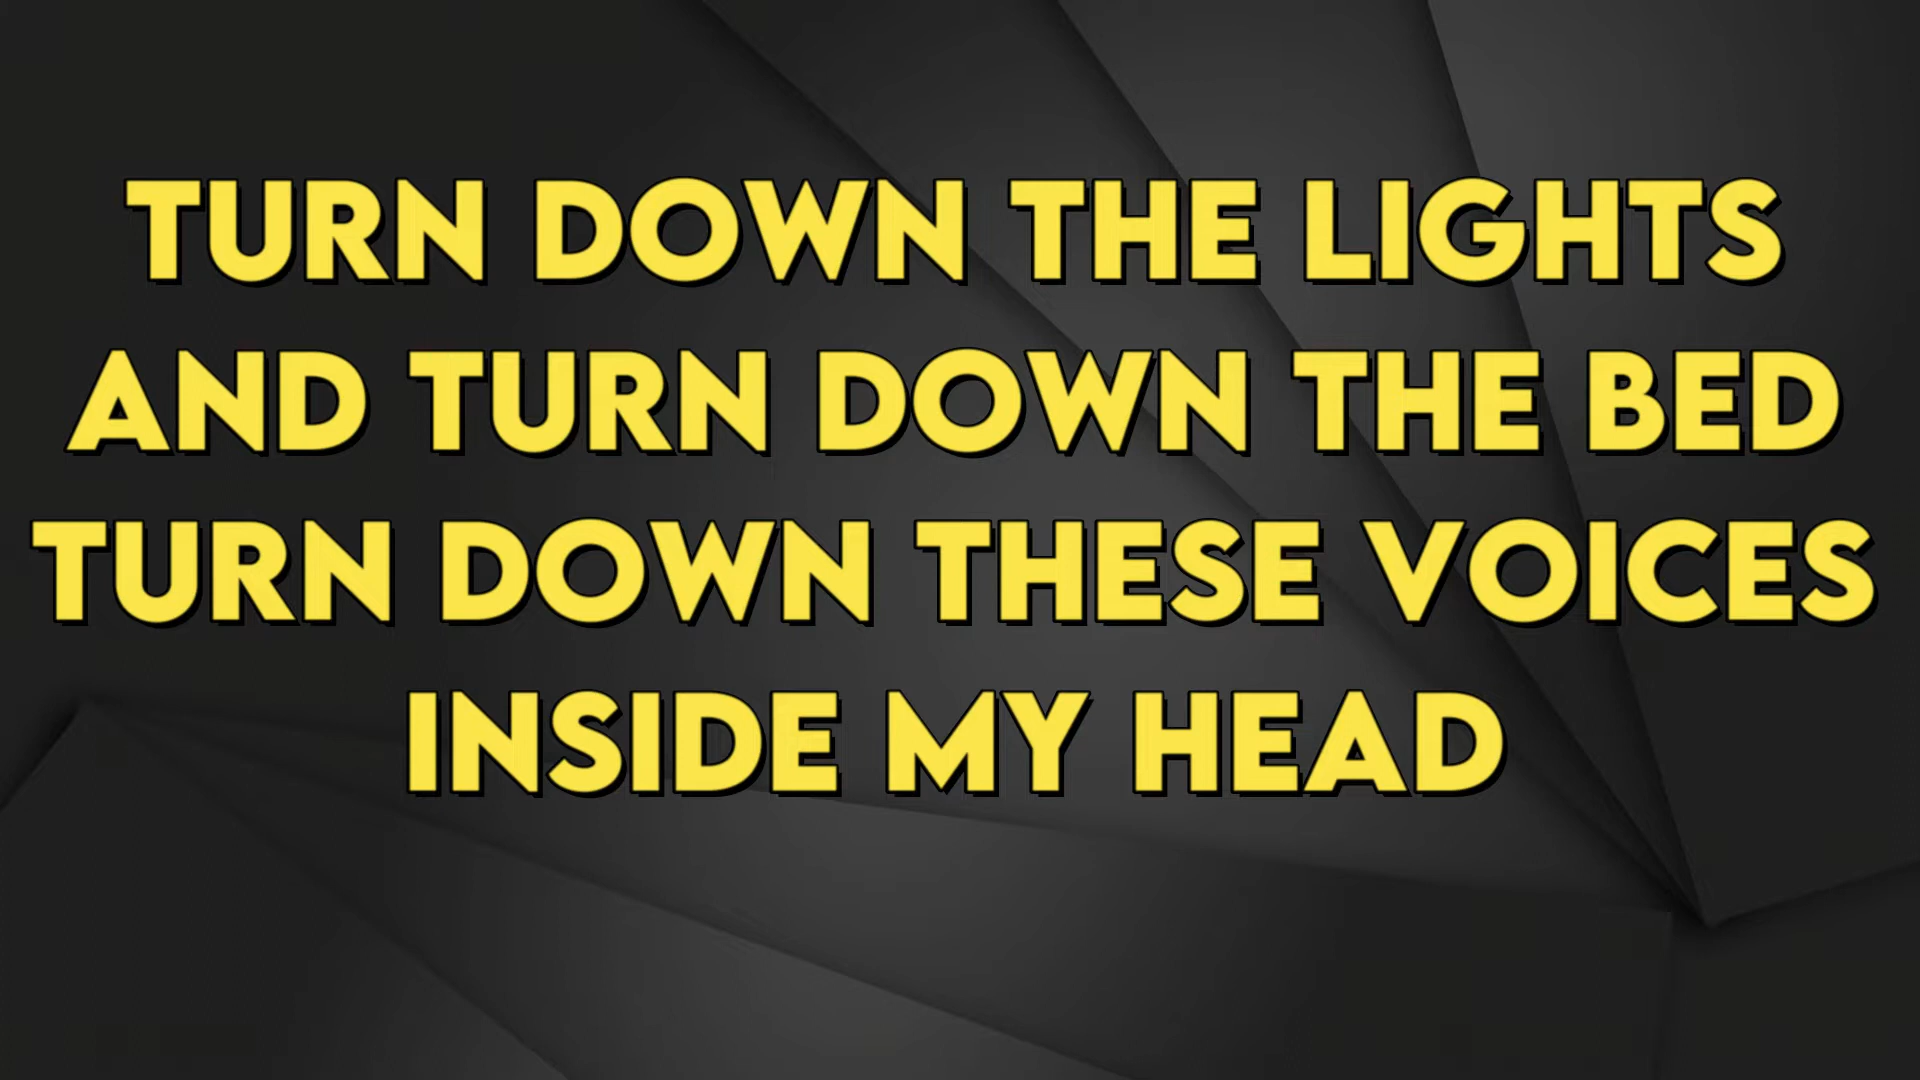 TURN DOWN THE LIGHTS
AND TURN DOWN THE BED
TURN DOWN THESE VOICES
INSIDE MY HEAD